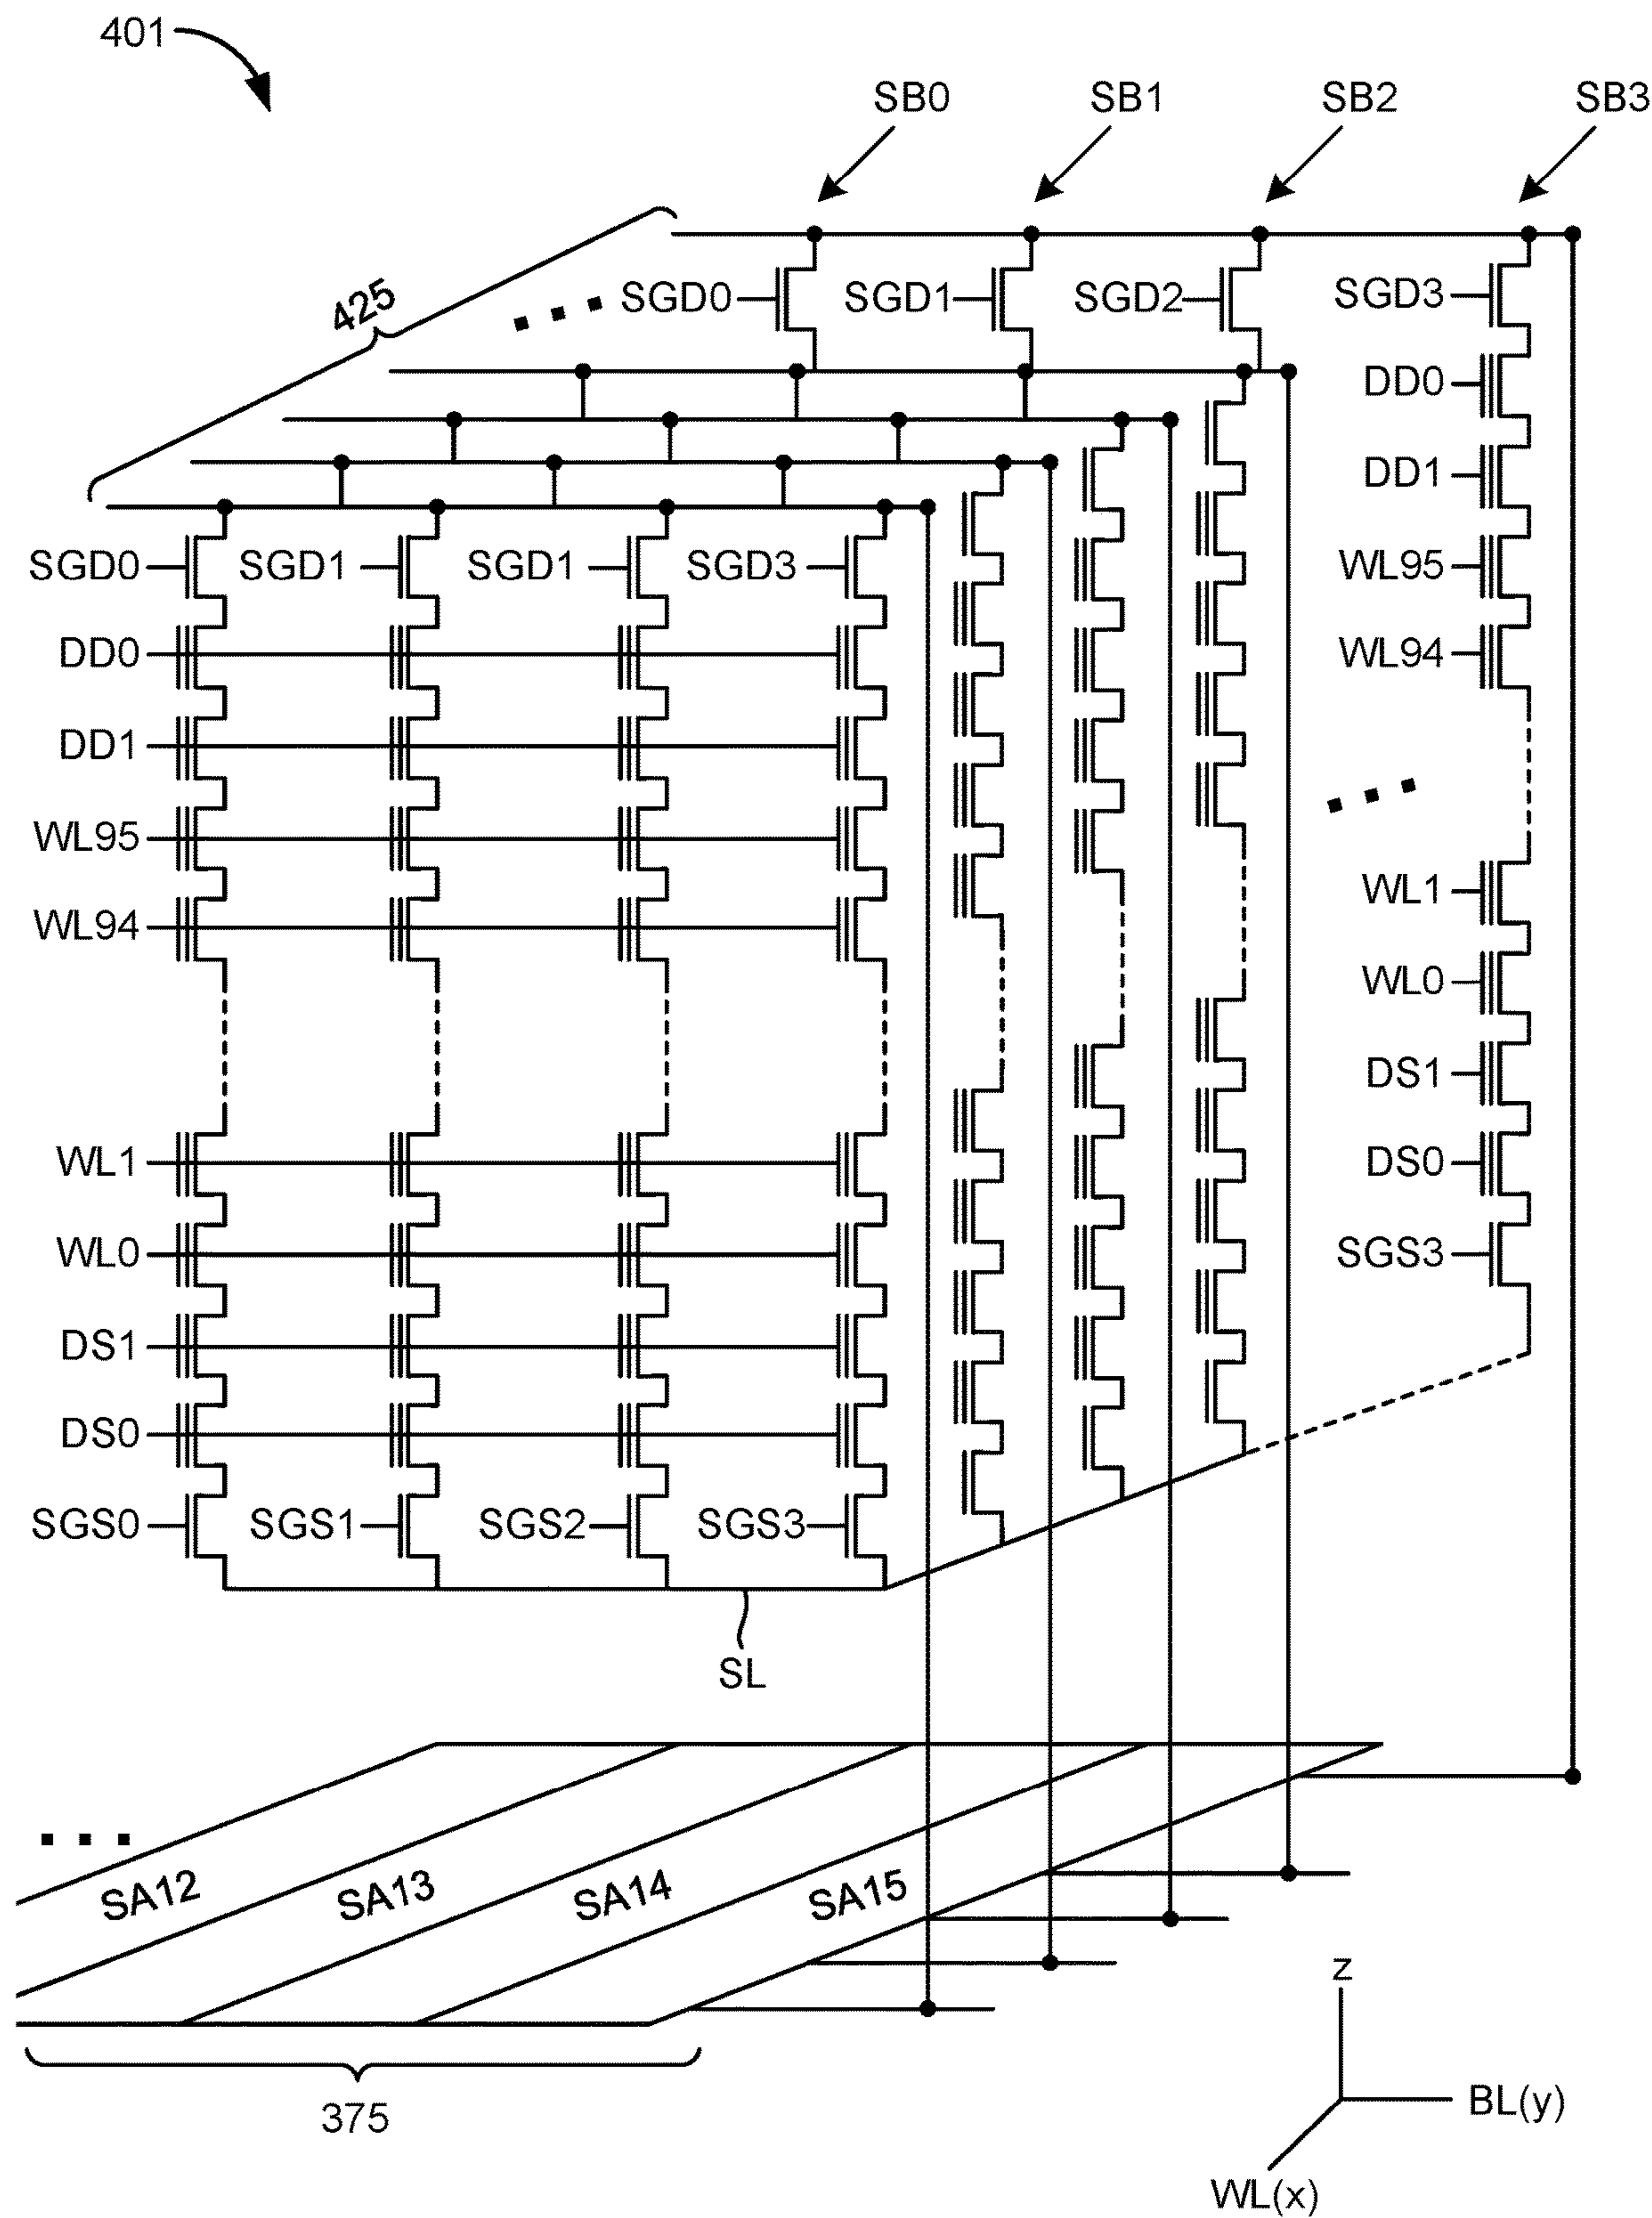 401
SB0 SB1 SB2 SB3
425
SGD0 SGD1 SGD2 SGD3
DD0
DD1
WL95
WL94
WL1
WL0
DS1
DS0
SGS3
SGD0 SGD1 SGD1 SGD3
DD0
DD1
WL95
WL94
WL1
WL0
DS1
DS0
SGS0 SGS1 SGS2 SGS3
SL
SA12 SA13 SA14 SA15
375
z
BL(y)
WL(x)